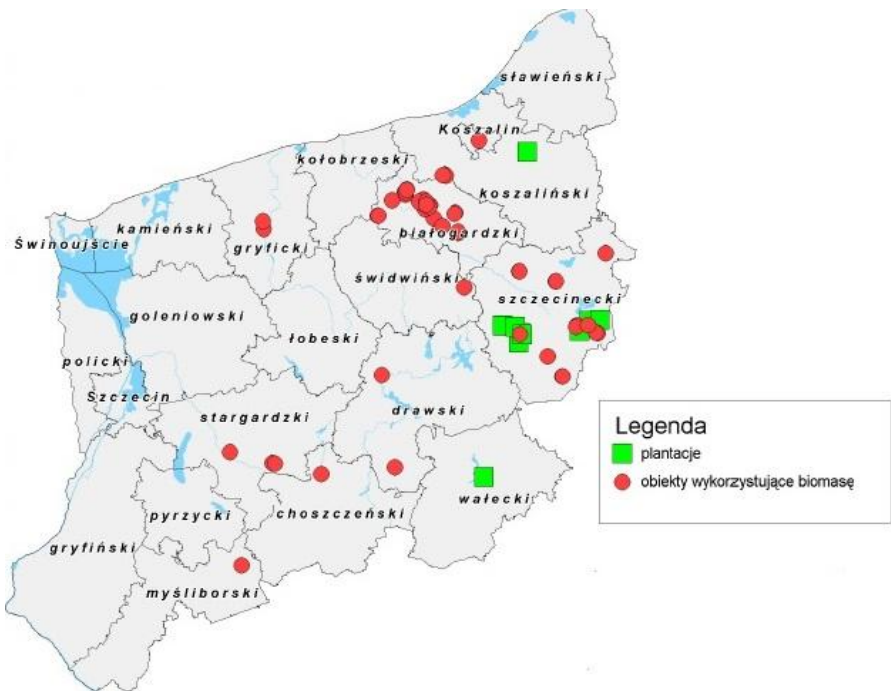 sławieński
Koszalin
kołobrzeski
koszaliński
kamieński
białogardzki
Świnoujście
gryficki
świdwiński
szczecinecki
goleniowski
łobeski
policki
Szczecin
drawski
stargardzki
Legenda
plantacje
obiekty wykorzystujące biomasę
wałecki
pyrzycki
choszczeński
gryfiński
myśliborski